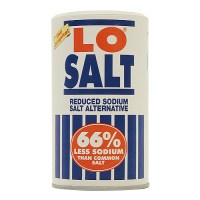 LO
SALT
REDUCED SODIUM
SALT ALTERNATIVE
66%
LESS SODIUM
THAN COMMON
SALT